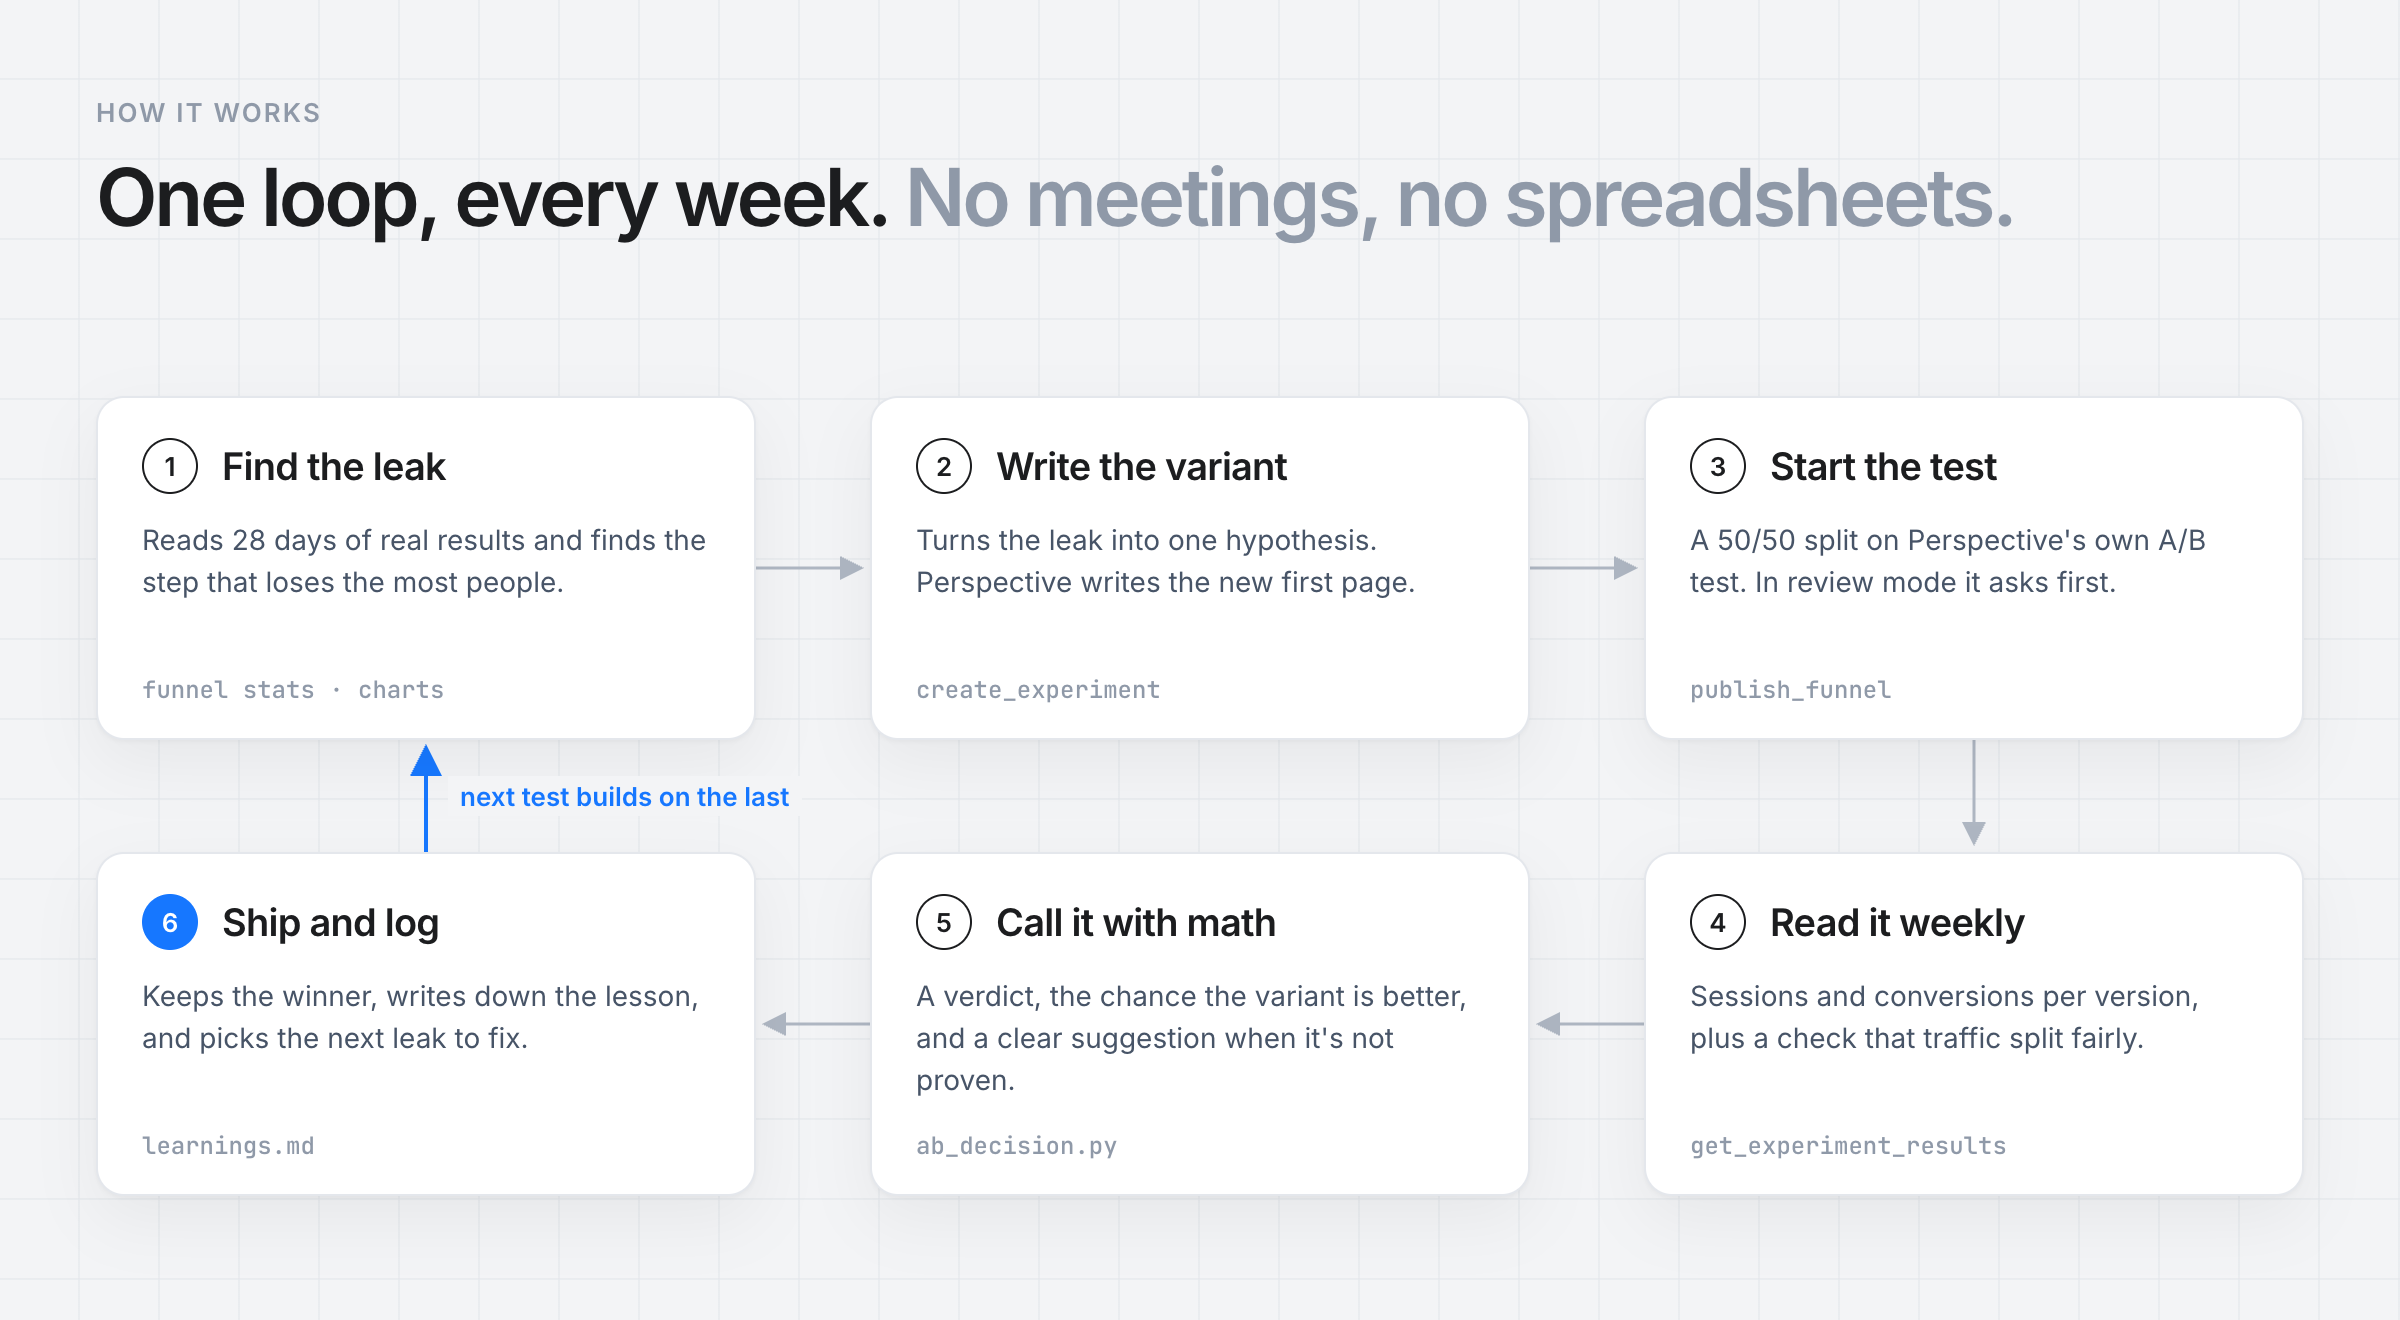 HOW IT WORKS
One loop, every week. No meetings, no spreadsheets.
1 Find the leak
Reads 28 days of real results and finds the
step that loses the most people.
funnel stats · charts
2 Write the variant
Turns the leak into one hypothesis.
Perspective writes the new first page.
create_experiment
3 Start the test
A 50/50 split on Perspective's own A/B
test. In review mode it asks first.
publish_funnel
next test builds on the last
6 Ship and log
Keeps the winner, writes down the lesson,
and picks the next leak to fix.
learnings.md
5 Call it with math
A verdict, the chance the variant is better,
and a clear suggestion when it's not
proven.
ab_decision.py
4 Read it weekly
Sessions and conversions per version,
plus a check that traffic split fairly.
get_experiment_results